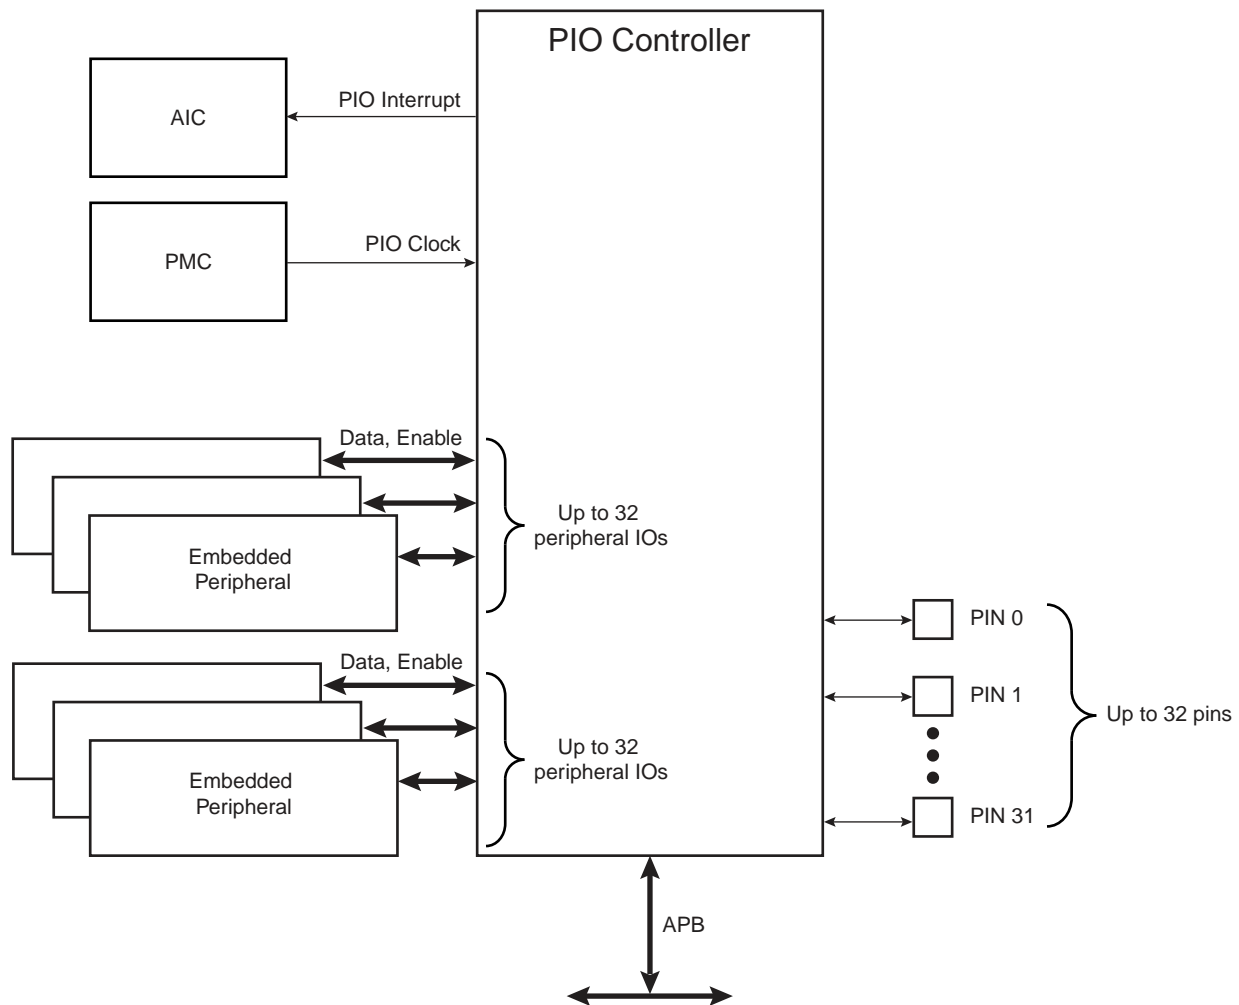 PIO Controller
PIO Interrupt
AIC
PIO Clock
PMC
Data, Enable
Up to 32
peripheral IOs
Embedded
Peripheral
PIN 0
Data, Enable
PIN 1
Up to 32 pins
Up to 32
peripheral IOs
Embedded
Peripheral
PIN 31
APB